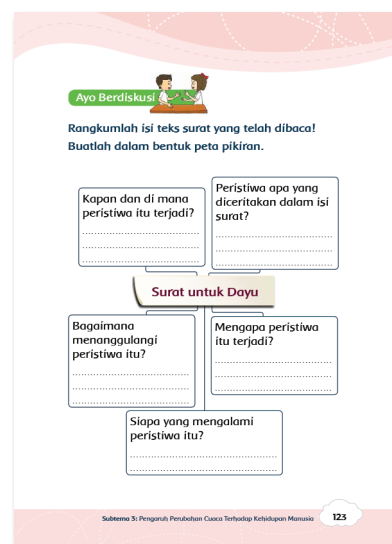 Ayo Berdiskusi
Rangkumlah isi teks surat yang telah dibaca!
Buatlah dalam bentuk peta pikiran.
Kapan dan di mana
peristiwa itu terjadi?
Peristiwa apa yang
diceritakan dalam isi
surat?
Surat untuk Dayu
Bagaimana
menanggulangi
peristiwa itu?
Mengapa peristiwa
itu terjadi?
Siapa yang mengalami
peristiwa itu?
Subtema 3: Pengaruh Perubahan Cuaca Terhadap Kehidupan Manusia
123